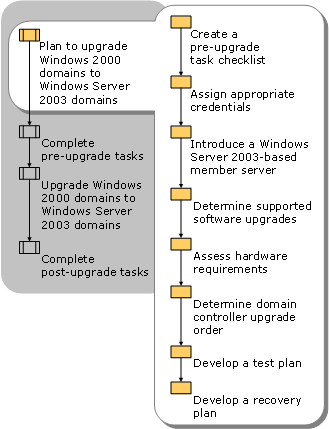 Plan to upgrade
Windows 2000
domains to
Windows Server
2003 domains
Complete
pre-upgrade tasks
Upgrade Windows
2000 domains to
Windows Server
2003 domains
Complete
post-upgrade tasks
Create a
pre-upgrade
task checklist
Assign appropriate
credentials
Introduce a Windows
Server 2003-based
member server
Determine supported
software upgrades
Assess hardware
requirements
Determine domain
controller upgrade
order
Develop a test plan
Develop a recovery
plan